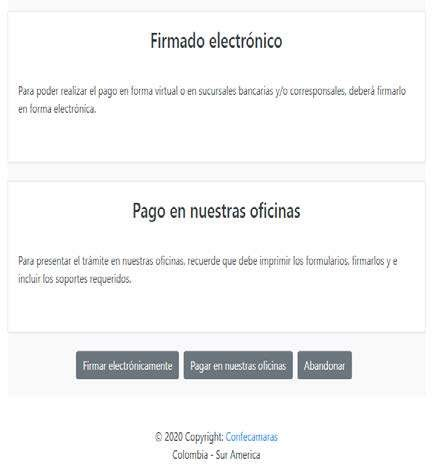 Firmado electrónico
Para poder realizar el pago en forma virtual o en sucursales bancarias y/o corresponsales, deberá firmarlo
en forma electrónica.
Pago en nuestras oficinas
Para presentar el trámite en nuestras oficinas, recuerde que debe imprimir los formularios, firmarlos y e
incluir los soportes requeridos.
Firmar electrónicamente Pagar en nuestras oficinas Abandonar
© 2020 Copyright: Confecamaras
Colombia - Sur America